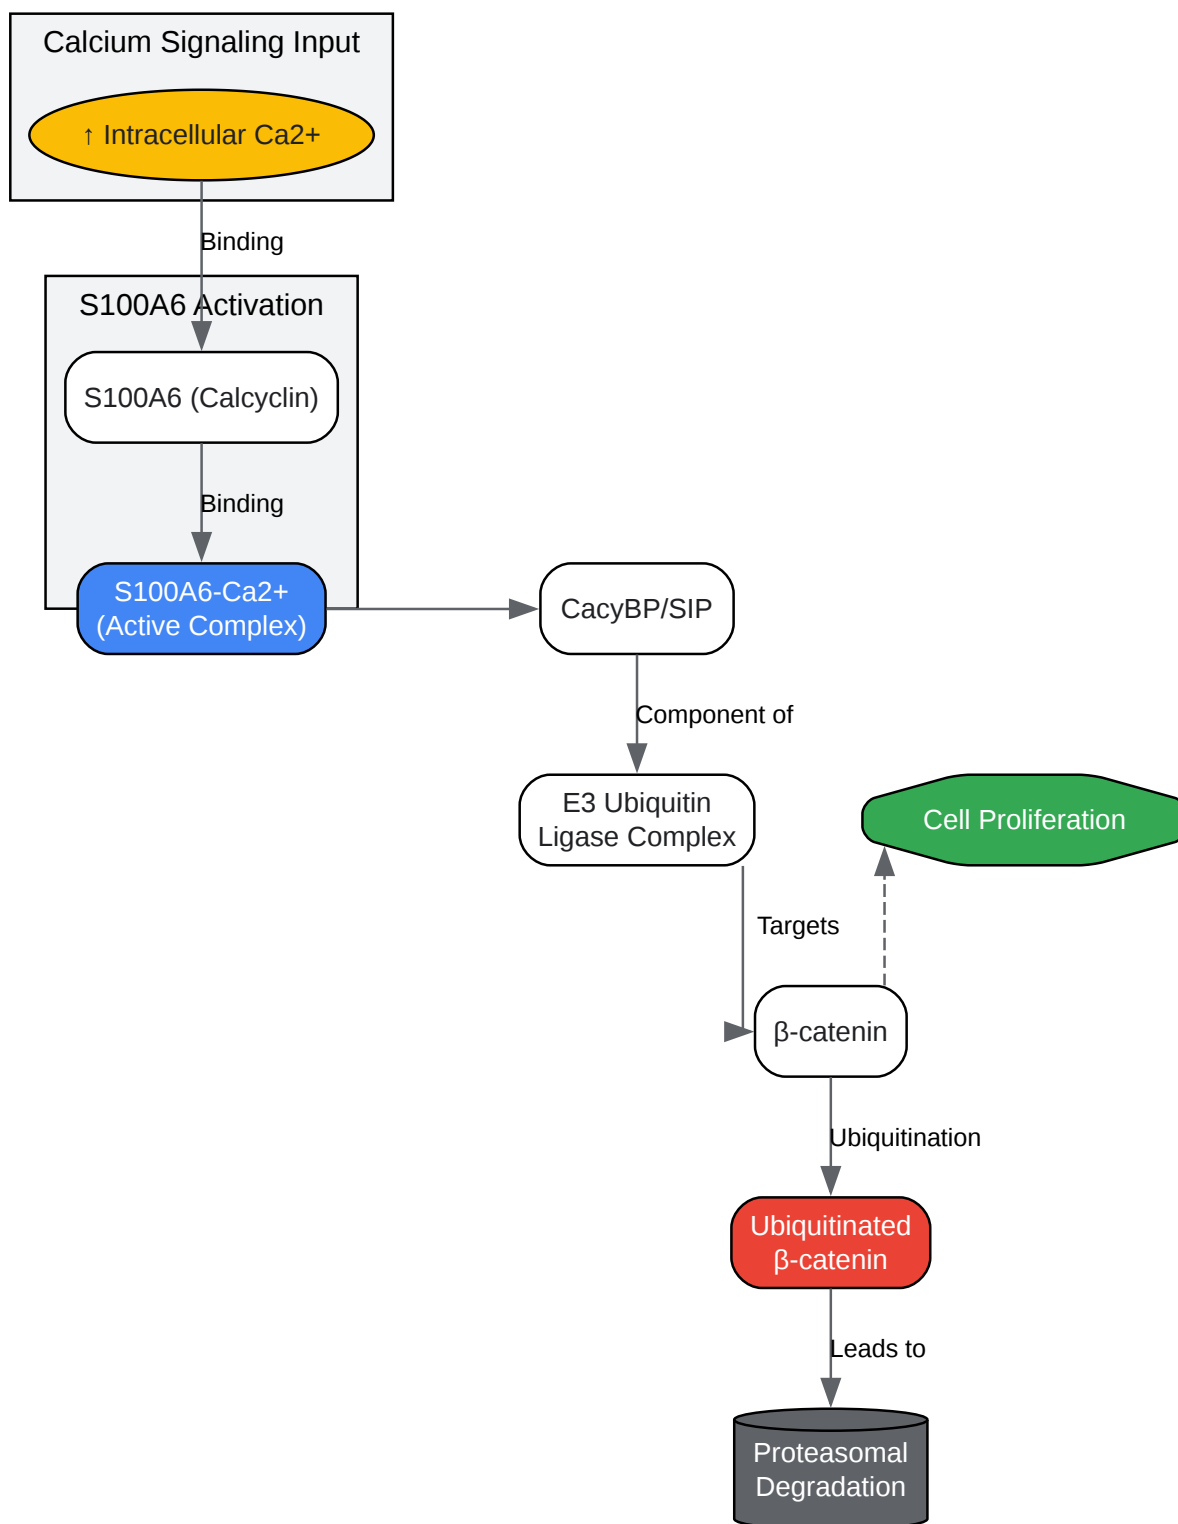 Calcium Signaling Input
↑ Intracellular Ca2+
Binding
S100A6 Activation
S100A6 (Calcyclin)
Binding
S100A6-Ca2+
(Active Complex)
CacyBP/SIP
Component of
E3 Ubiquitin
Ligase Complex
Cell Proliferation
Targets
β-catenin
Ubiquitination
Ubiquitinated
β-catenin
Leads to
Proteasomal
Degradation